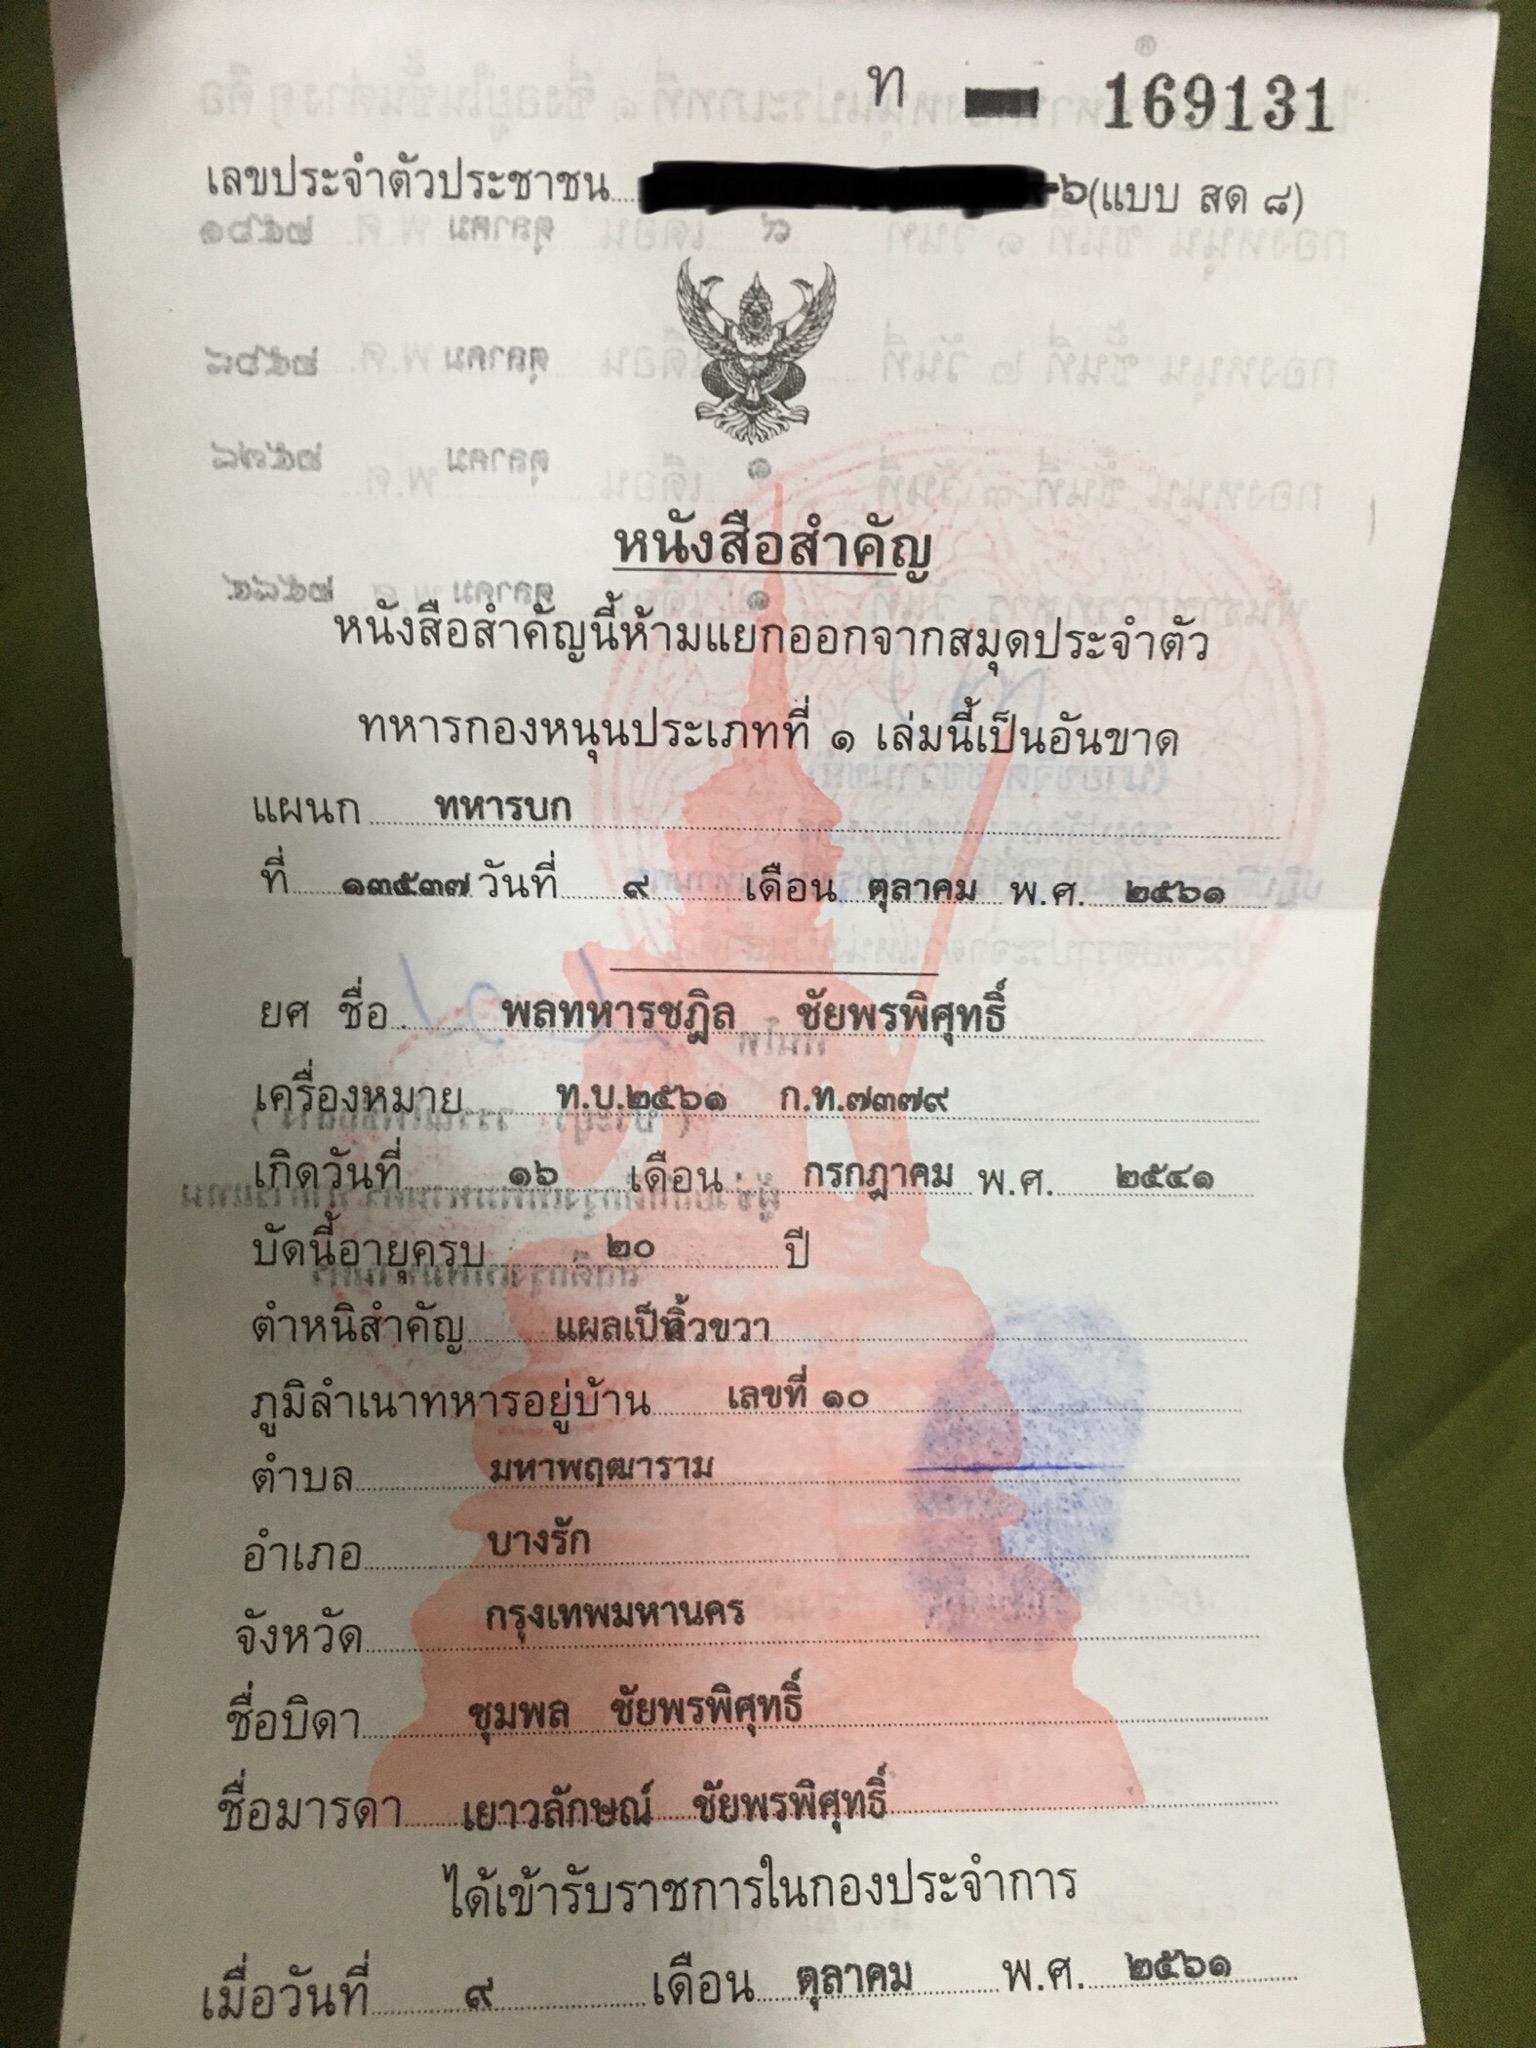 ท 169131
เลขประจำตัวประชาชน -๖(แบบ สด ๘)
หนังสือสำคัญ
หนังสือสำคัญนี้ห้ามแยกออกจากสมุดประจำตัว
ทหารกองหนุนประเภทที่ ๑ เล่มนี้เป็นอันขาด
แผนก ทหารบก
ที่ ๑๓๕๓๗ วันที่ ๙ เดือน ตุลาคม พ.ศ. ๒๕๖๑
ยศ ชื่อ พลทหารชฎิล ชัยพรพิศุทธิ์
เครื่องหมาย ท.บ.๒๕๖๑ ก.ท.๗๓๗๙
เกิดวันที่ ๑๖ เดือน กรกฎาคม พ.ศ. ๒๕๔๑
บัดนี้อายุครบ ๒๐ ปี
ตำหนิสำคัญ แผลเป็นคิ้วขวา
ภูมิลำเนาทหารอยู่บ้าน เลขที่ ๑๐
ตำบล มหาพฤฒาราม
อำเภอ บางรัก
จังหวัด กรุงเทพมหานคร
ชื่อบิดา ชุมพล ชัยพรพิศุทธิ์
ชื่อมารดา เยาวลักษณ์ ชัยพรพิศุทธิ์
ได้เข้ารับราชการในกองประจำการ
เมื่อวันที่ ๙ เดือน ตุลาคม พ.ศ. ๒๕๖๑